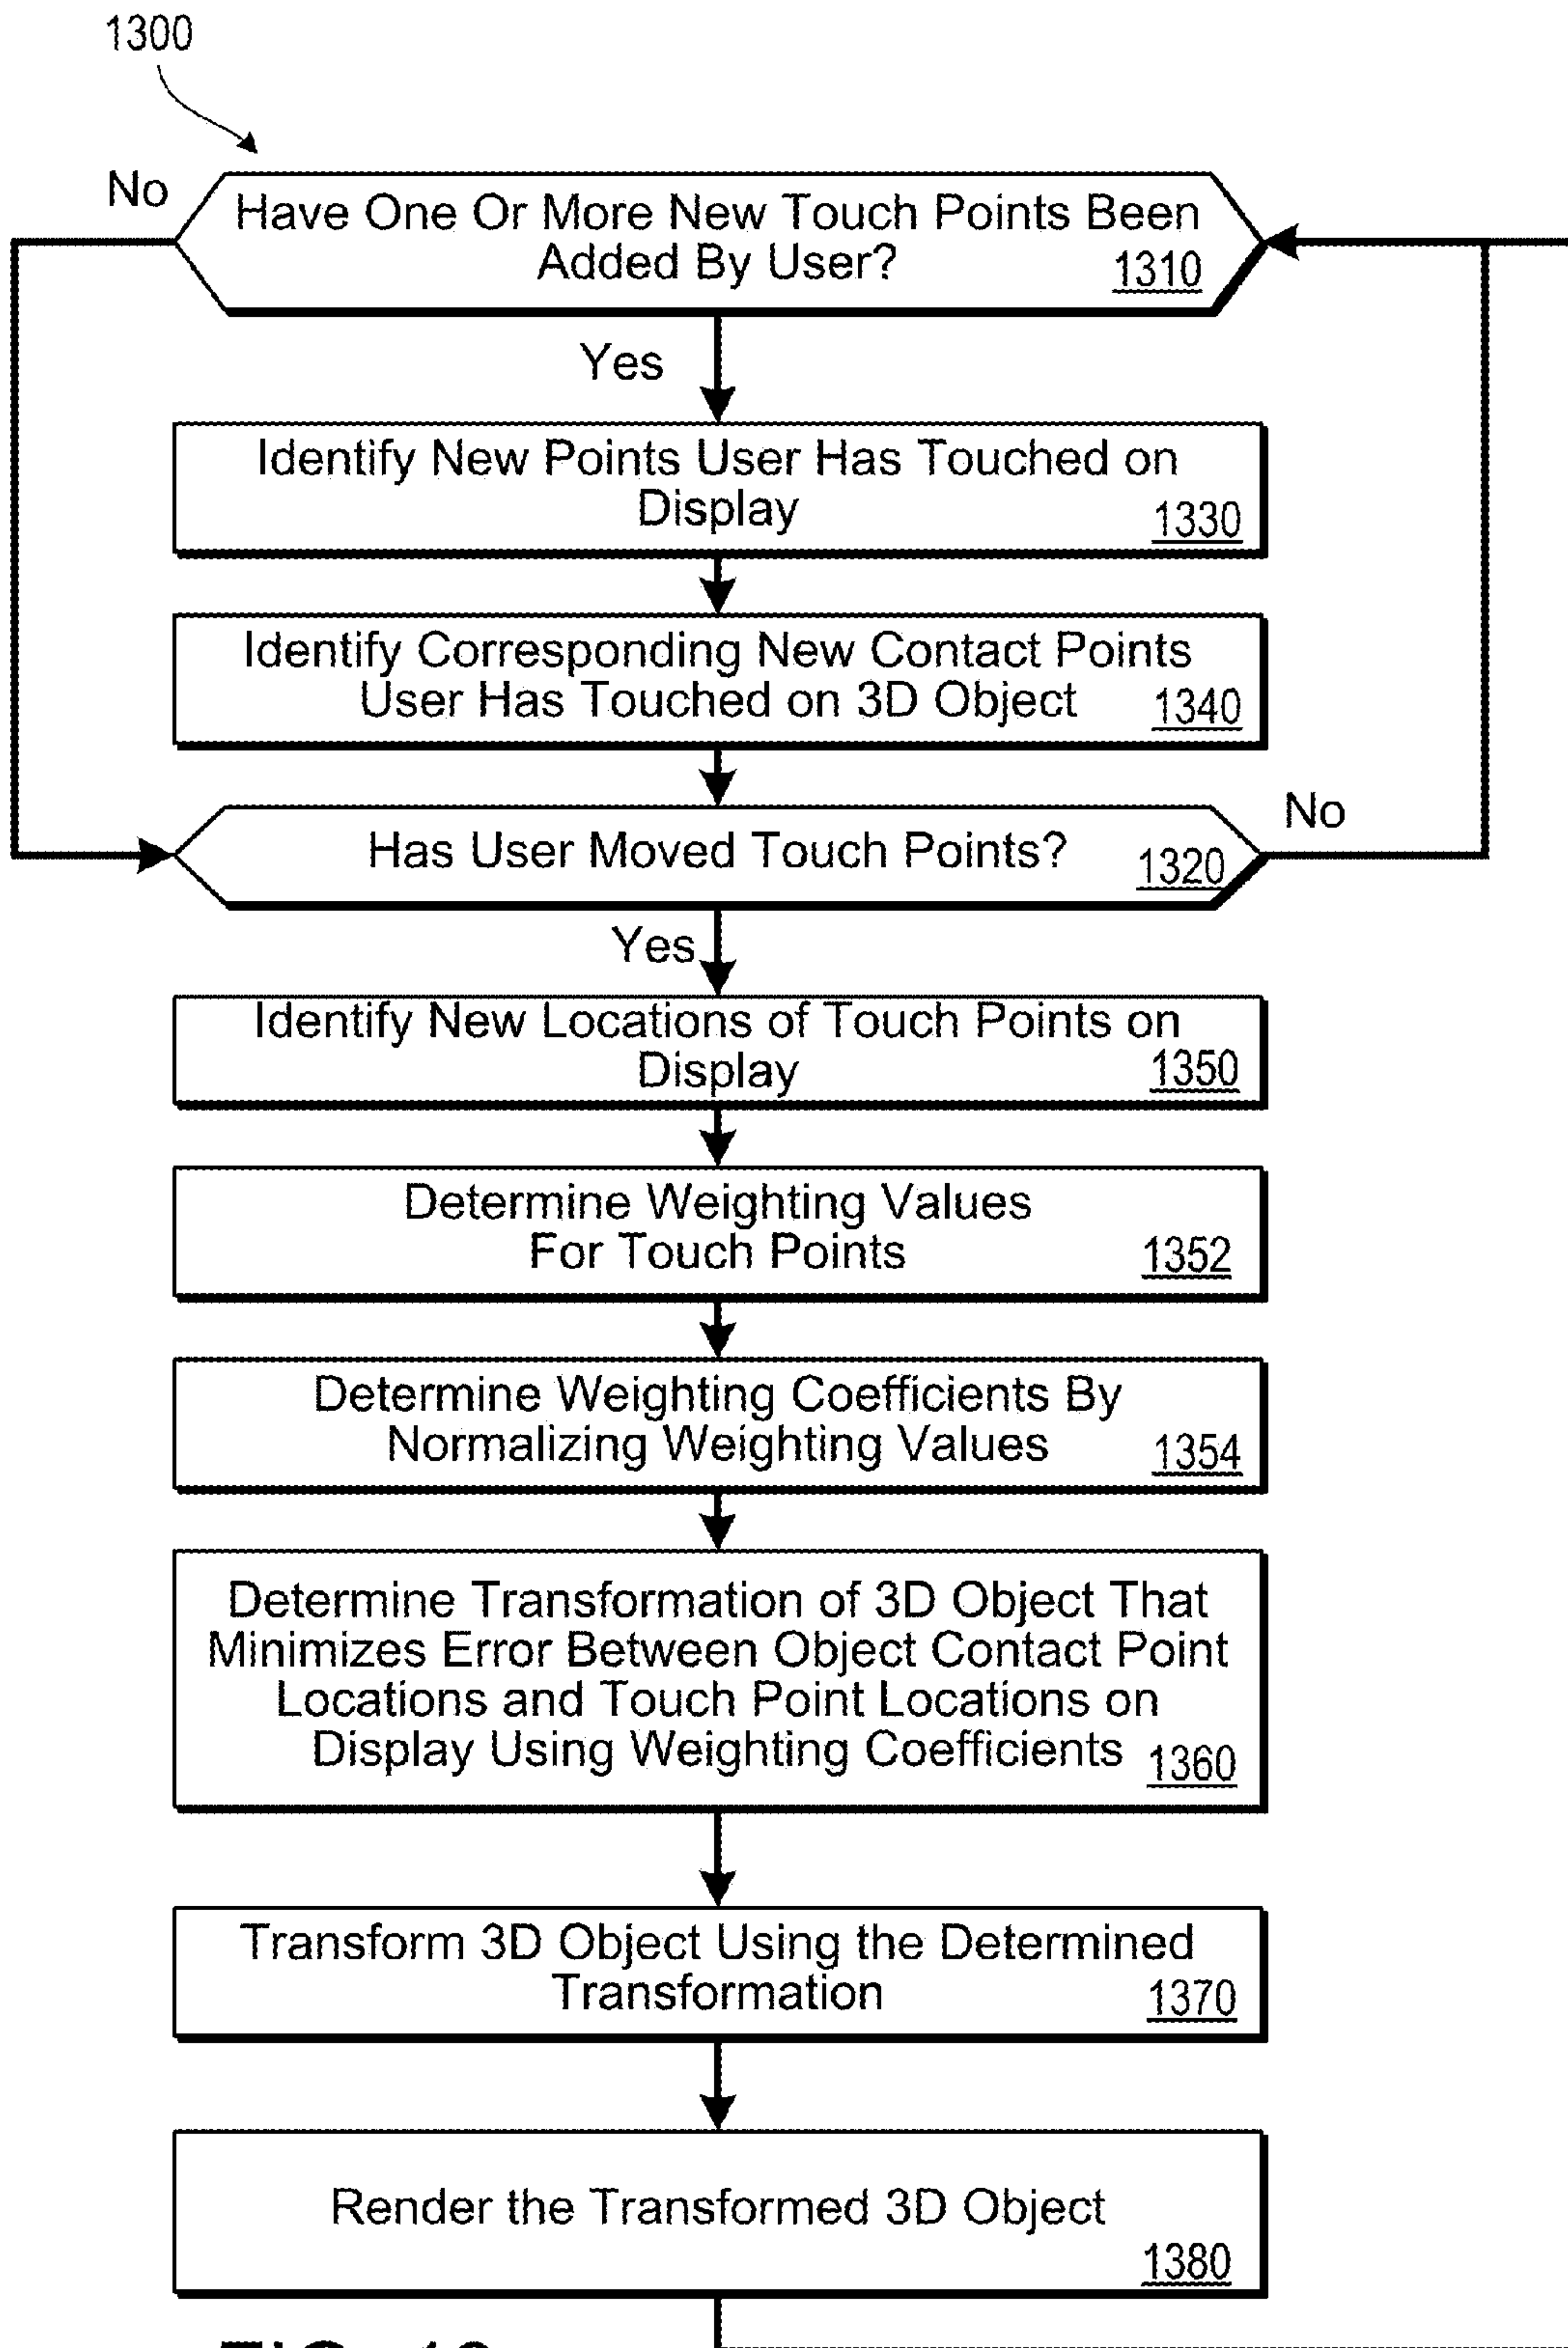 1300
No
Have One Or More New Touch Points Been
Added By User?
1310
Yes
Identify New Points User Has Touched on
Display
1330
Identify Corresponding New Contact Points
User Has Touched on 3D Object
1340
Has User Moved Touch Points?
1320
No
Yes
Identify New Locations of Touch Points on
Display
1350
Determine Weighting Values
For Touch Points
1352
Determine Weighting Coefficients By
Normalizing Weighting Values
1354
Determine Transformation of 3D Object That
Minimizes Error Between Object Contact Point
Locations and Touch Point Locations on
Display Using Weighting Coefficients
1360
Transform 3D Object Using the Determined
Transformation
1370
Render the Transformed 3D Object
1380